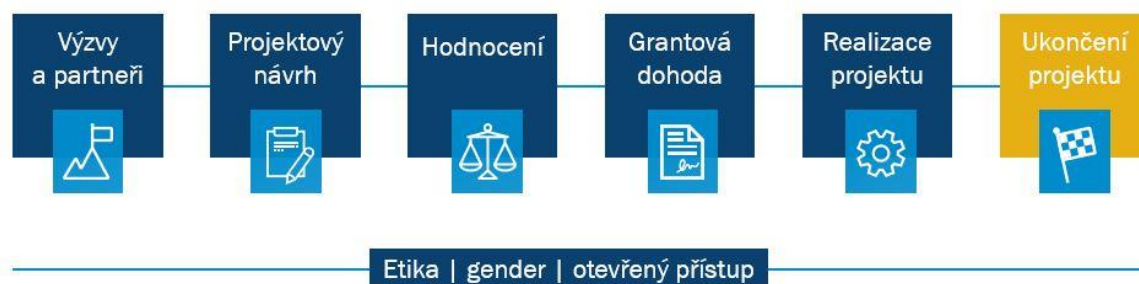 Výzvy
a partneři
Projektový
návrh
Hodnocení
Grantová
dohoda
Realizace
projektu
Ukončení
projektu
Etika | gender | otevřený přístup